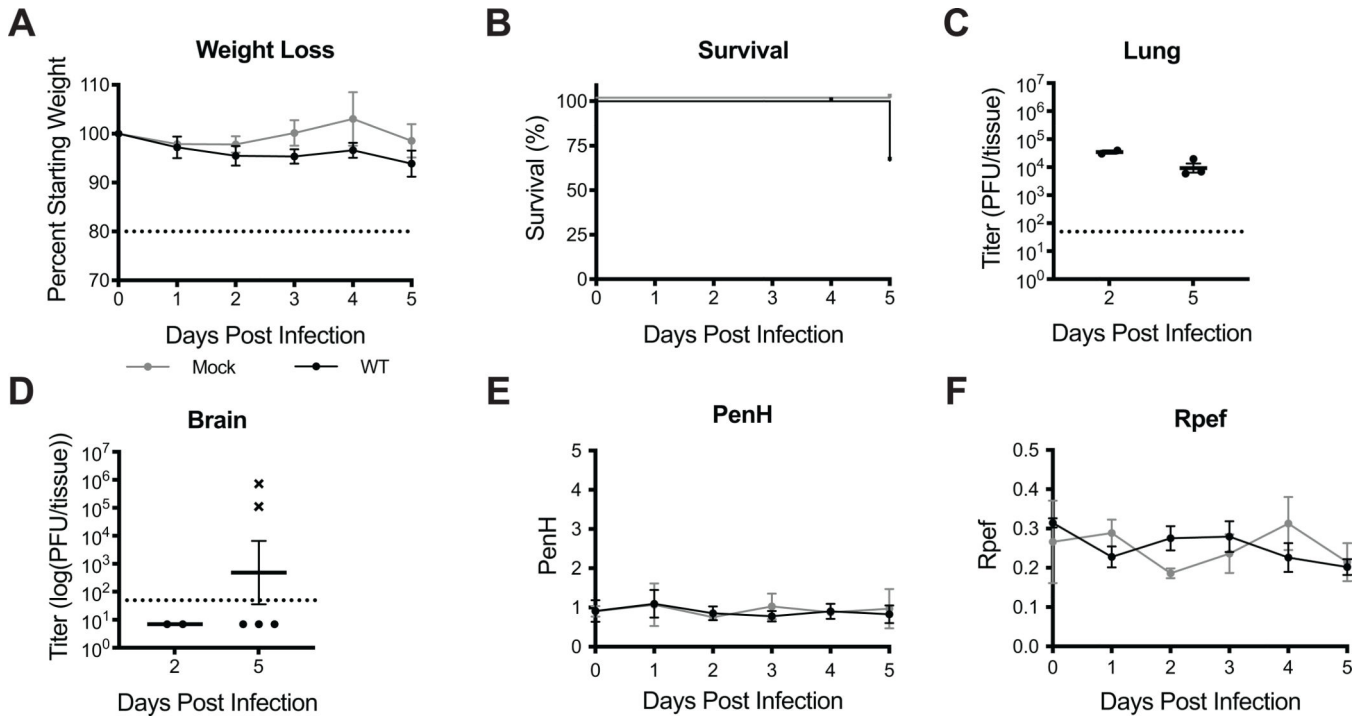 A
Weight Loss
Percent Starting Weight
110
100
90
80
70
0 1 2 3 4 5
Days Post Infection
Mock WT
B
Survival
Survival (%)
100
75
50
25
0
0 1 2 3 4 5
Days Post Infection
C
Lung
Titer (PFU/tissue)
10⁷
10⁶
10⁵
10⁴
10³
10²
10¹
10⁰
2 5
Days Post Infection
D
Brain
Titer (log(PFU/tissue))
10⁷
10⁶
10⁵
10⁴
10³
10²
10¹
10⁰
2 5
Days Post Infection
E
PenH
PenH
5
4
3
2
1
0
0 1 2 3 4 5
Days Post Infection
F
Rpef
Rpef
0.5
0.4
0.3
0.2
0.1
0.0
0 1 2 3 4 5
Days Post Infection